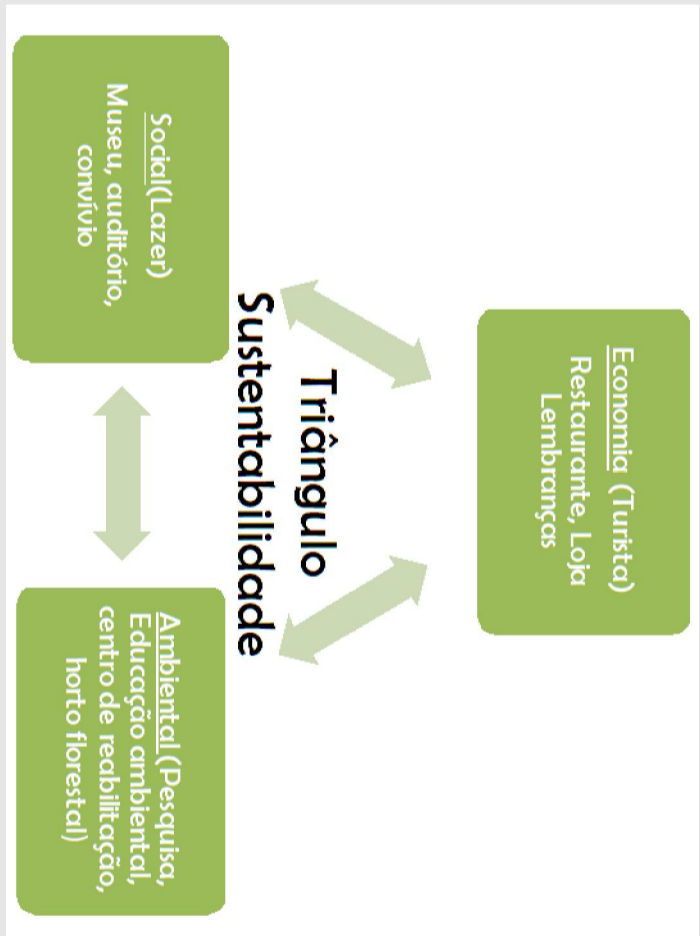 Economia (Turista)
Restaurante, Loja
Lembranças
Triângulo
Sustentabilidade
Social(Lazer)
Museu, auditório,
convívio
Ambiental (Pesquisa,
Educação ambiental,
centro de reabilitação,
horto florestal)